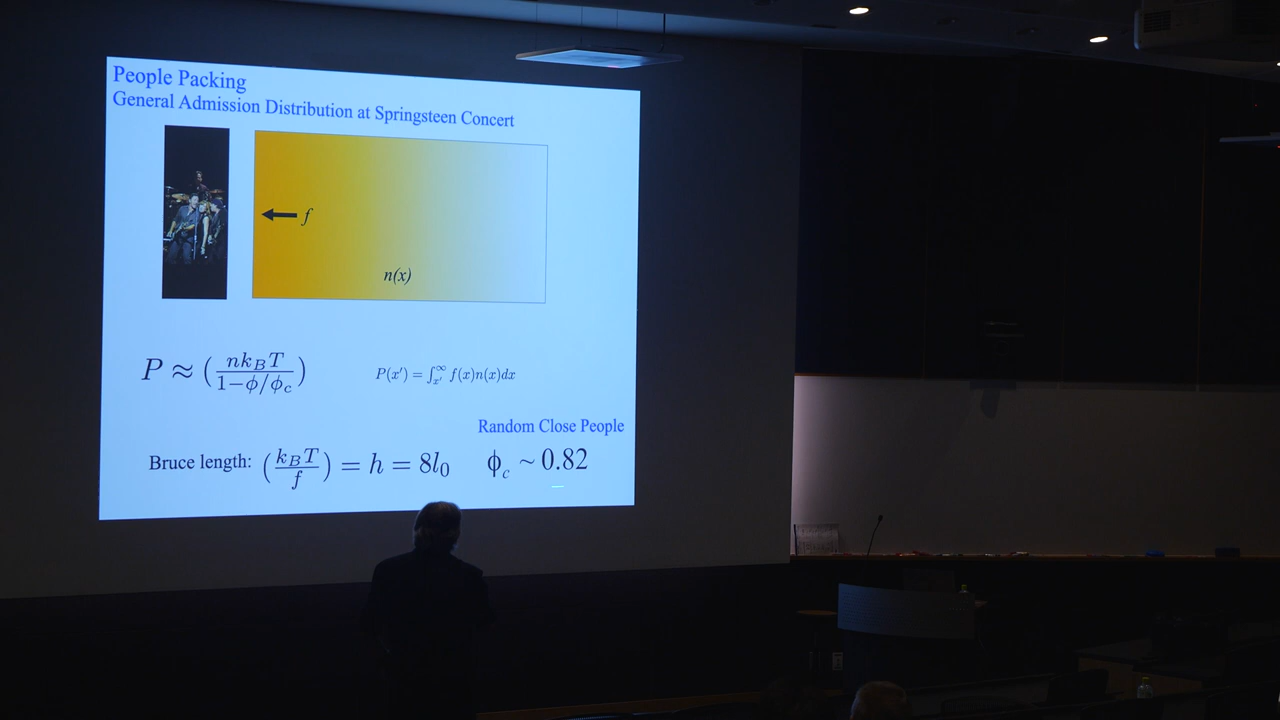 People Packing
General Admission Distribution at Springsteen Concert
f
n(x)
P ≈ (nk_BT / 1−ϕ/ϕ_c)
P(x′) = ∫_{x′}^∞ f(x)n(x)dx
Random Close People
Bruce length: (k_BT / f) = h = 8l_0
ϕ_c ~ 0.82